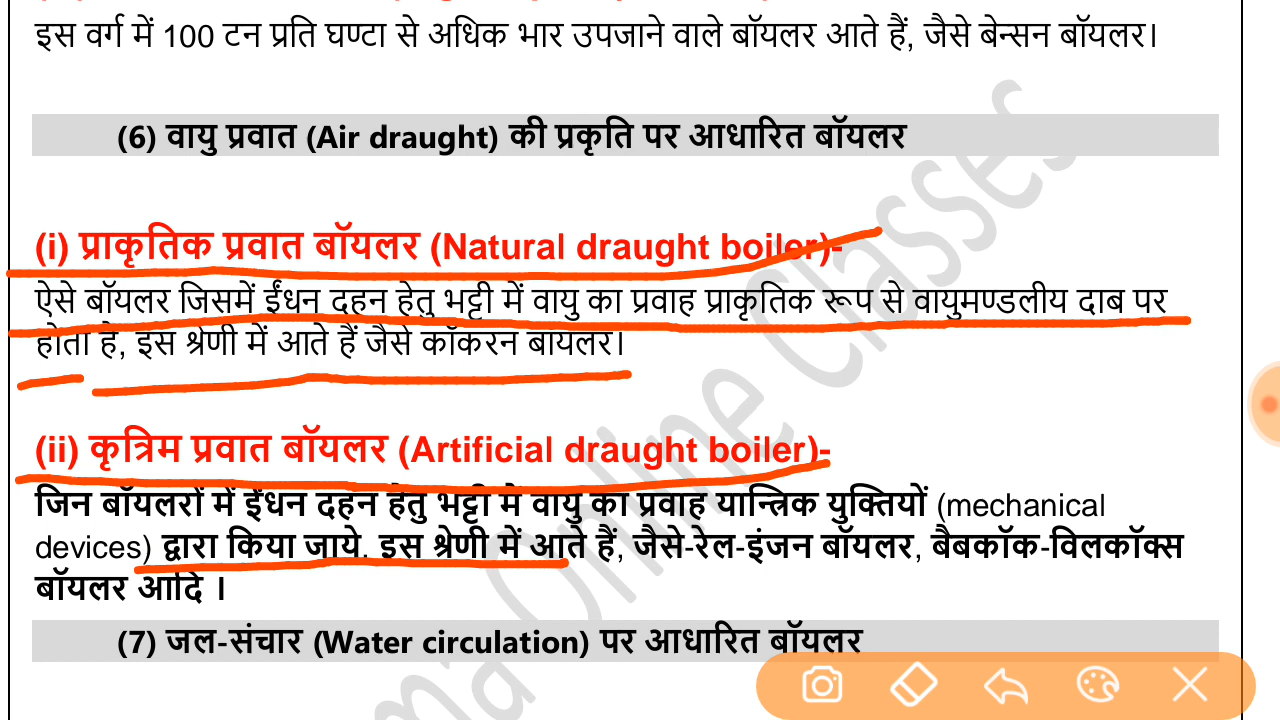 इस वर्ग में 100 टन प्रति घण्टा से अधिक भार उपजाने वाले बॉयलर आते हैं, जैसे बेन्सन बॉयलर।
(6) वायु प्रवात (Air draught) की प्रकृति पर आधारित बॉयलर
(i) प्राकृतिक प्रवात बॉयलर (Natural draught boiler)-
ऐसे बॉयलर जिसमें ईंधन दहन हेतु भट्टी में वायु का प्रवाह प्राकृतिक रूप से वायुमण्डलीय दाब पर
होता है, इस श्रेणी में आते हैं जैसे कॉकरन बायलर।
(ii) कृत्रिम प्रवात बॉयलर (Artificial draught boiler)-
जिन बॉयलरों में ईंधन दहन हेतु भट्टी में वायु का प्रवाह यान्त्रिक युक्तियों (mechanical
devices) द्वारा किया जाये, इस श्रेणी में आते हैं, जैसे-रेल-इंजन बॉयलर, बैबकॉक-विलकॉक्स
बॉयलर आदि ।
(7) जल-संचार (Water circulation) पर आधारित बॉयलर
ma Online Classes